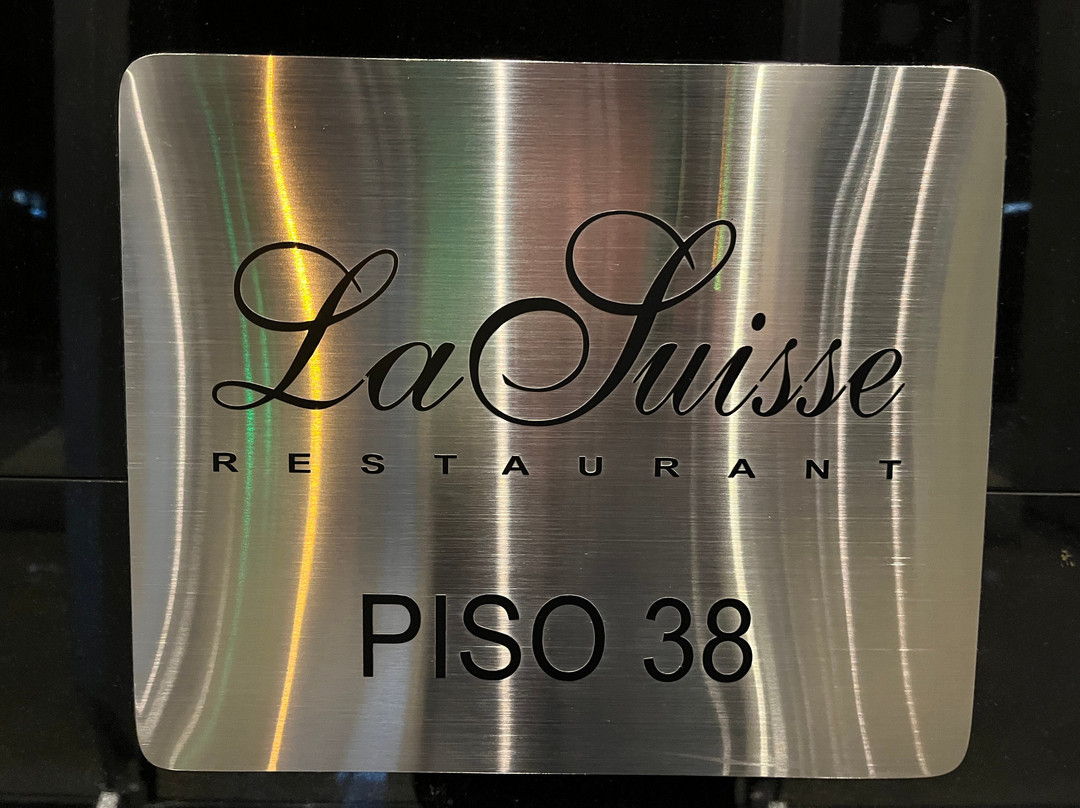 La Suisse
RESTAURANT
PISO 38